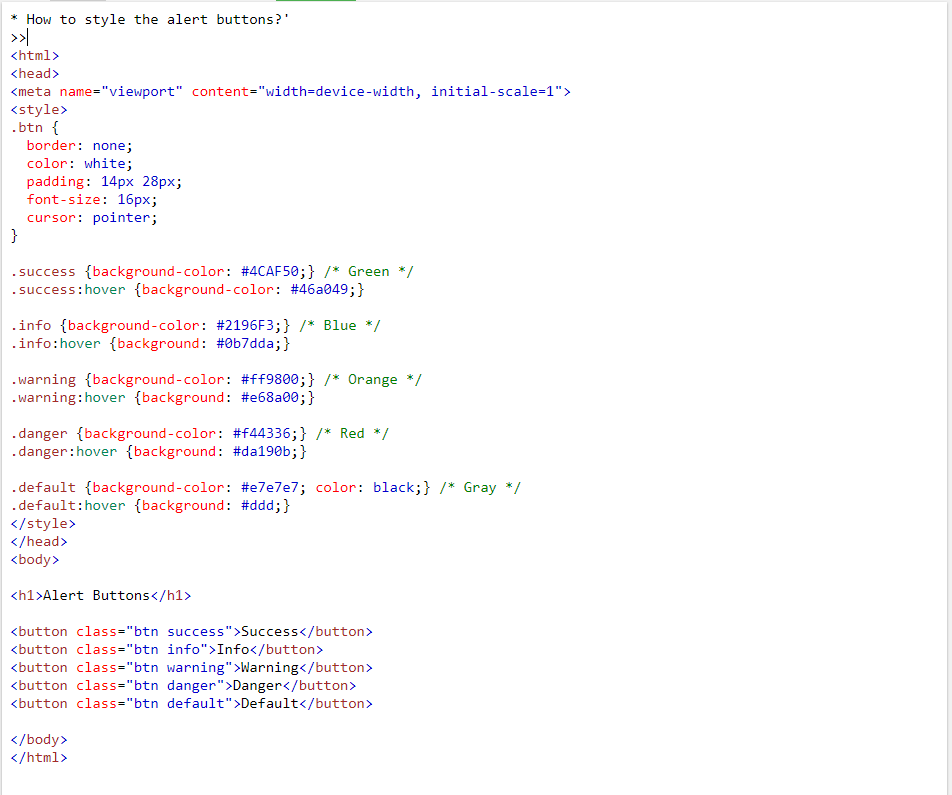 * How to style the alert buttons?'
>>
<html>
<head>
<meta name="viewport" content="width=device-width, initial-scale=1">
<style>
.btn {
  border: none;
  color: white;
  padding: 14px 28px;
  font-size: 16px;
  cursor: pointer;
}

.success {background-color: #4CAF50;} /* Green */
.success:hover {background-color: #46a049;}

.info {background-color: #2196F3;} /* Blue */
.info:hover {background: #0b7dda;}

.warning {background-color: #ff9800;} /* Orange */
.warning:hover {background: #e68a00;}

.danger {background-color: #f44336;} /* Red */
.danger:hover {background: #da190b;}

.default {background-color: #e7e7e7; color: black;} /* Gray */
.default:hover {background: #ddd;}
</style>
</head>
<body>

<h1>Alert Buttons</h1>

<button class="btn success">Success</button>
<button class="btn info">Info</button>
<button class="btn warning">Warning</button>
<button class="btn danger">Danger</button>
<button class="btn default">Default</button>

</body>
</html>